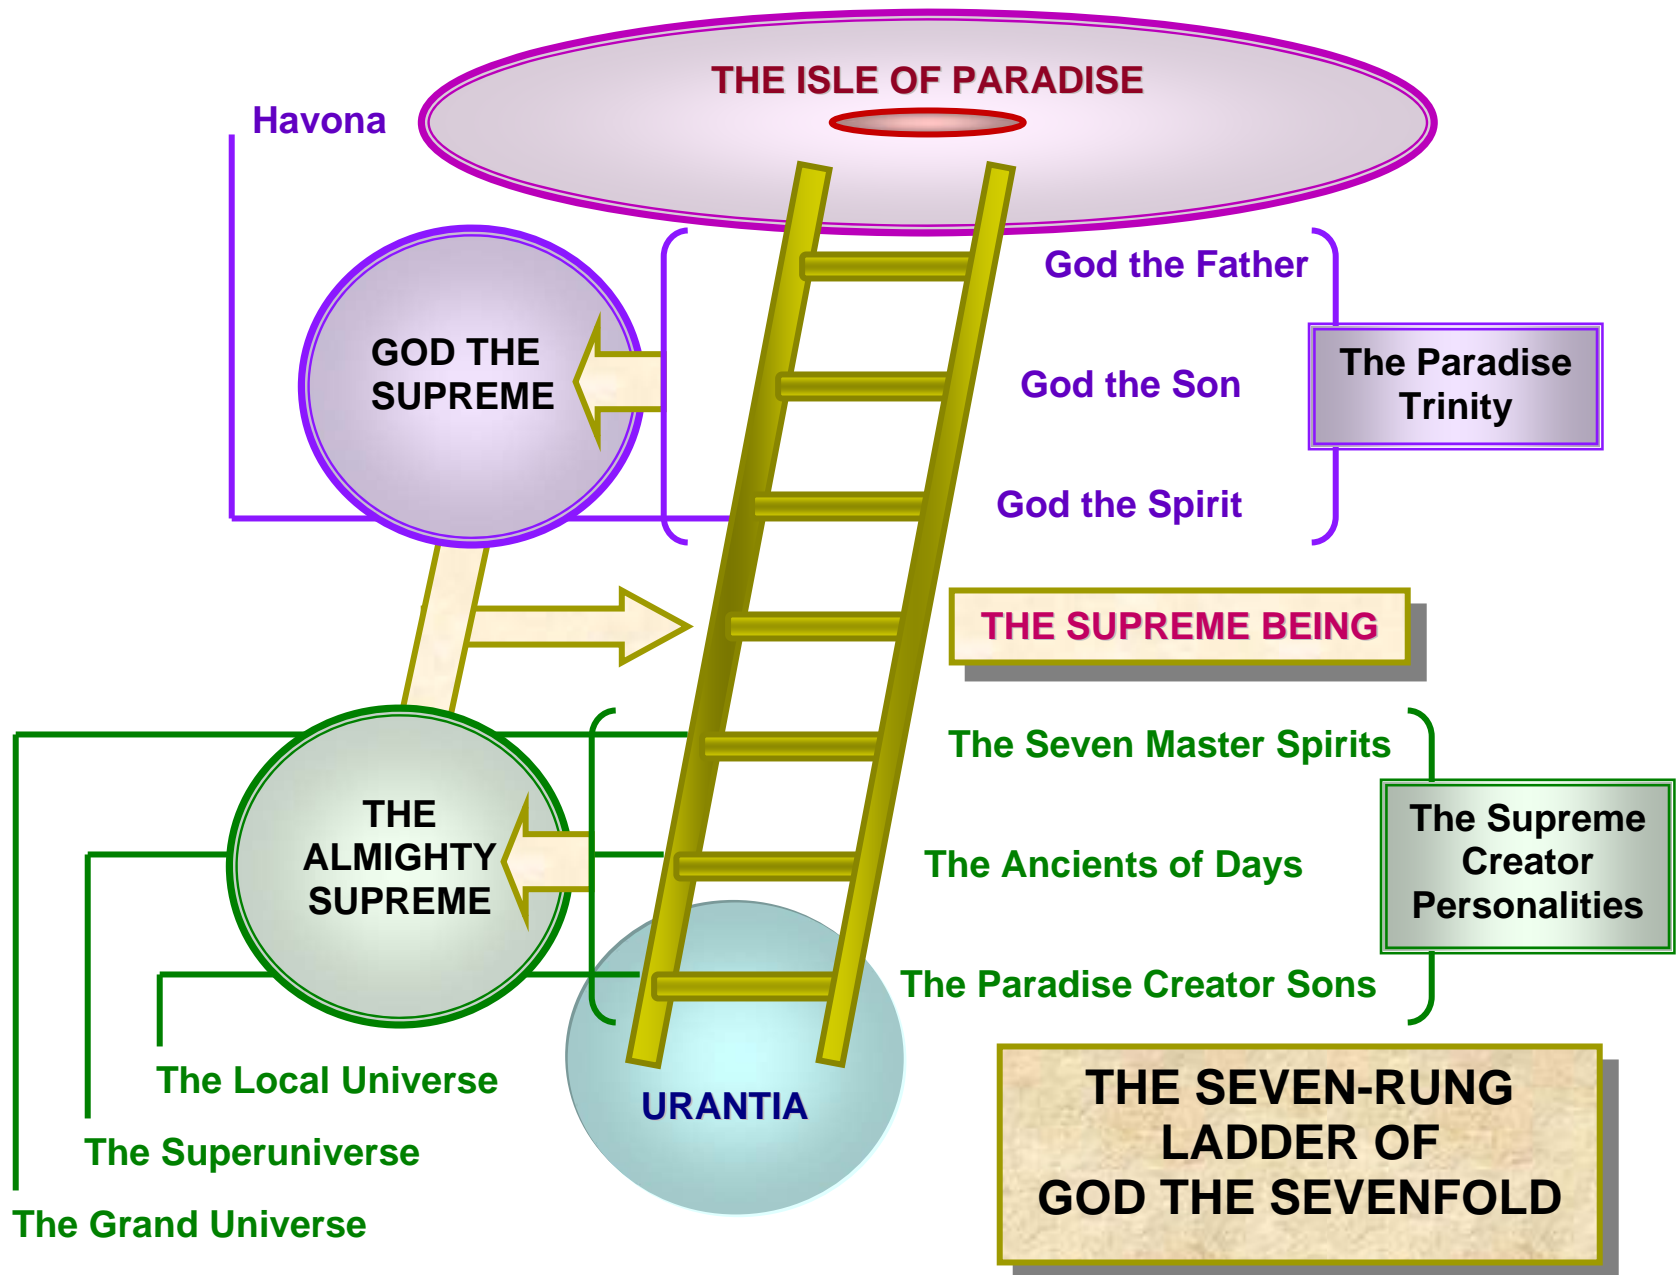 THE ISLE OF PARADISE
Havona
God the Father
GOD THE
SUPREME
God the Son
The Paradise
Trinity
God the Spirit
THE SUPREME BEING
The Seven Master Spirits
THE
ALMIGHTY
SUPREME
The Ancients of Days
The Supreme
Creator
Personalities
The Paradise Creator Sons
The Local Universe
URANTIA
The Superuniverse
The Grand Universe
THE SEVEN-RUNG
LADDER OF
GOD THE SEVENFOLD